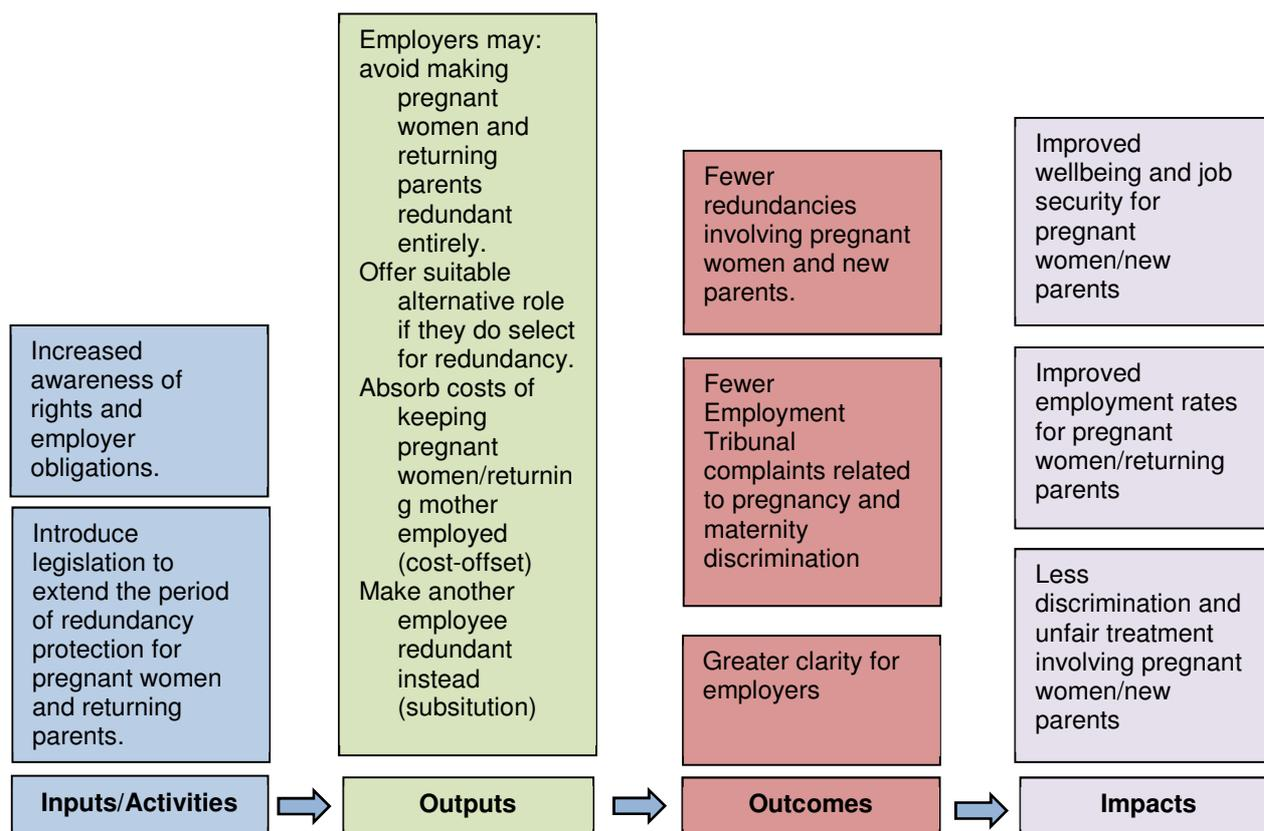 Increased
awareness of
rights and
employer
obligations.
Introduce
legislation to
extend the period
of redundancy
protection for
pregnant women
and returning
parents.
Inputs/Activities
Employers may:
avoid making
pregnant
women and
returning
parents
redundant
entirely.
Offer suitable
alternative role
if they do select
for redundancy.
Absorb costs of
keeping
pregnant
women/returnin
g mother
employed
(cost-offset)
Make another
employee
redundant
instead
(subsitution)
Outputs
Fewer
redundancies
involving pregnant
women and new
parents.
Fewer
Employment
Tribunal
complaints related
to pregnancy and
maternity
discrimination
Greater clarity for
employers
Outcomes
Improved
wellbeing and job
security for
pregnant
women/new
parents
Improved
employment rates
for pregnant
women/returning
parents
Less
discrimination and
unfair treatment
involving pregnant
women/new
parents
Impacts